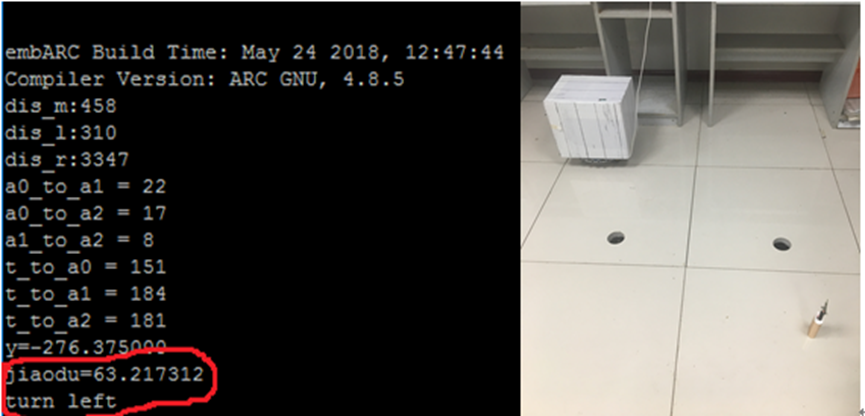 embARC Build Time: May 24 2018, 12:47:44
Compiler Version: ARC GNU, 4.8.5
dis_m:458
dis_l:310
dis_r:3347
a0_to_a1 = 22
a0_to_a2 = 17
a1_to_a2 = 8
t_to_a0 = 151
t_to_a1 = 184
t_to_a2 = 181
y=-276.375000
jiaodu=63.217312
turn left